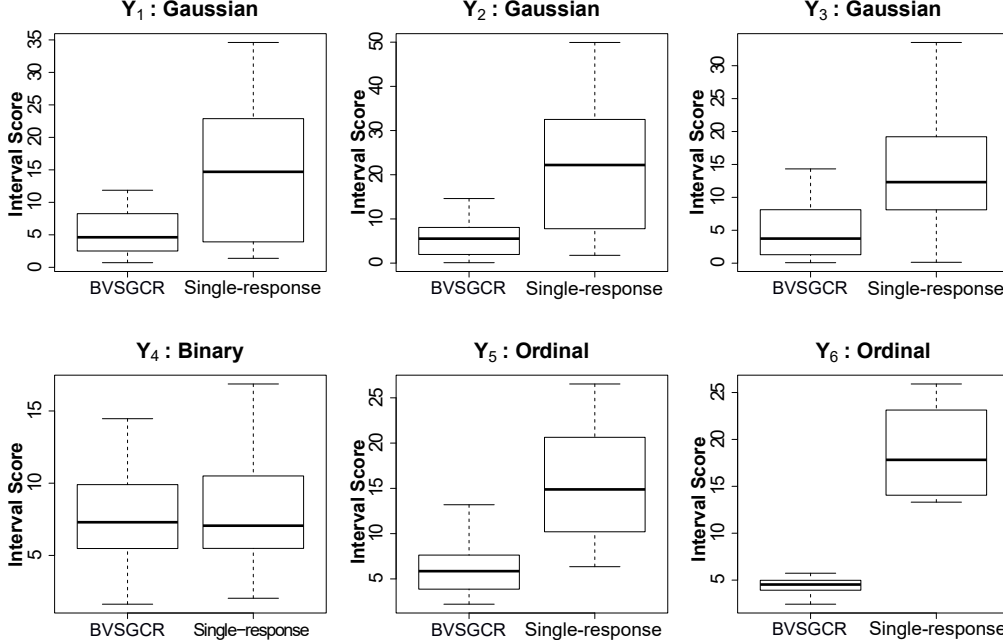 Y₁ : Gaussian
Interval Score
0 5 10 15 20 25 30 35
BVSGCR Single-response
Y₂ : Gaussian
Interval Score
0 10 20 30 40 50
BVSGCR Single-response
Y₃ : Gaussian
Interval Score
0 5 10 15 20 25 30
BVSGCR Single-response
Y₄ : Binary
Interval Score
5 10 15
BVSGCR Single−response
Y₅ : Ordinal
Interval Score
5 10 15 20 25
BVSGCR Single-response
Y₆ : Ordinal
Interval Score
5 10 15 20 25
BVSGCR Single-response